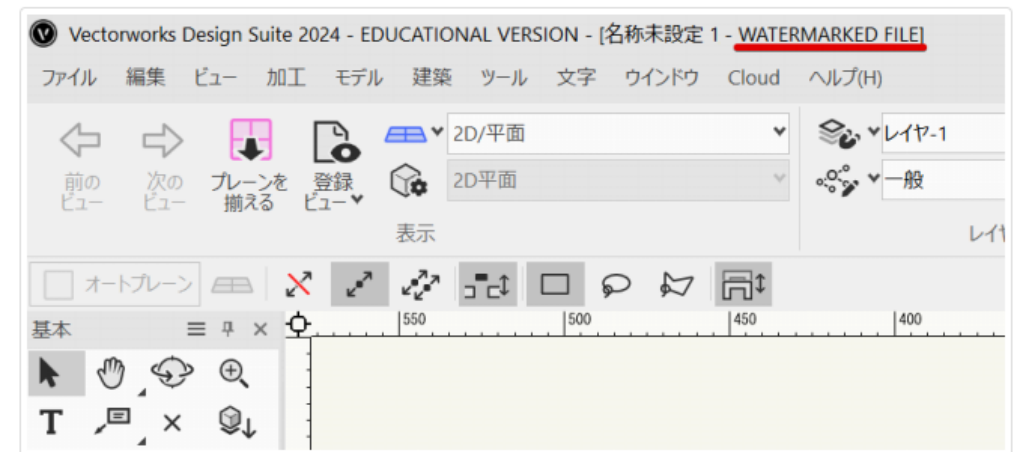 Vectorworks Design Suite 2024 - EDUCATIONAL VERSION - [名称未設定 1 - WATERMARKED FILE]
ファイル 編集 ビュー 加工 モデル 建築 ツール 文字 ウインドウ Cloud ヘルプ(H)
前の
ビュー
次の
ビュー
プレーンを
揃える
登録
ビュー
2D/平面
2D平面
表示
レイヤ-1
一般
レイヤ
オートプレーン
基本
550 500 450 400
T